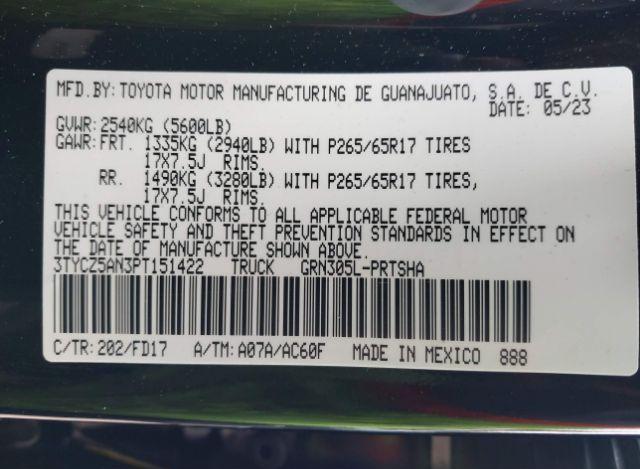 MFD.BY:TOYOTA MOTOR MANUFACTURING DE GUANAJUATO, S.A. DE C.V.
DATE: 05/23
GVWR:2540KG (5600LB)
GAWR:FRT. 1335KG (2940LB) WITH P265/65R17 TIRES
17X7.5J RIMS.
RR. 1490KG (3280LB) WITH P265/65R17 TIRES,
17X7.5J RIMS.
THIS VEHICLE CONFORMS TO ALL APPLICABLE FEDERAL MOTOR
VEHICLE SAFETY AND THEFT PREVENTION STANDARDS IN EFFECT ON
THE DATE OF MANUFACTURE SHOWN ABOVE.
3TYCZ5AN3PT151422 TRUCK GRN305L-PRTSHA
C/TR:202/FD17 A/TM:A07A/AC60F MADE IN MEXICO 888